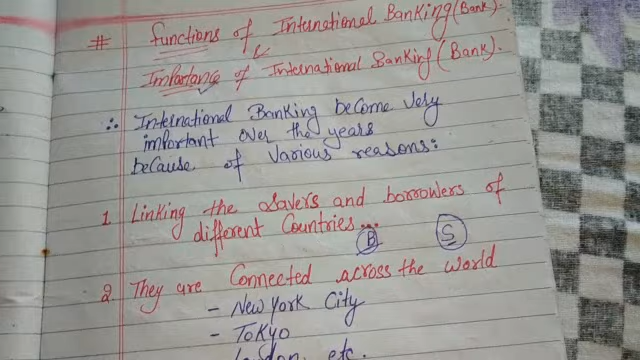 # Functions of International Banking (Bank).
Importance of International Banking (Bank).
∴ International Banking become very
important over the years
because of various reasons:
1 Linking the savers and borrowers of
different Countries...
B S
2. They are Connected across the world
- New York City
- Tokyo
- London, etc.